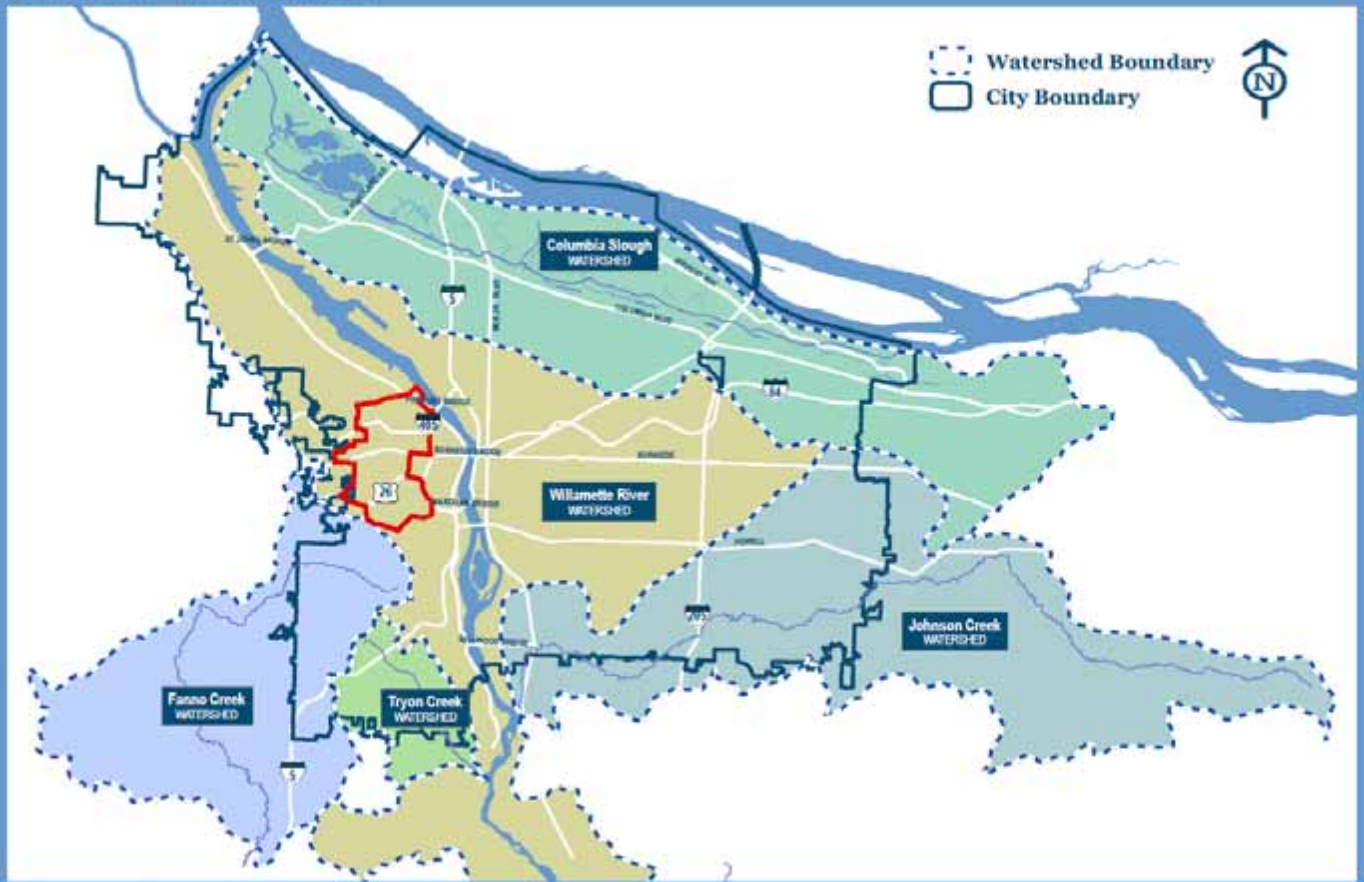 Watershed Boundary
City Boundary
N
Columbia Slough
WATERSHED
5
84
405
BURNSIDE
26
Willamette River
WATERSHED
POWELL
205
Johnson Creek
WATERSHED
Fanno Creek
WATERSHED
Tryon Creek
WATERSHED
5